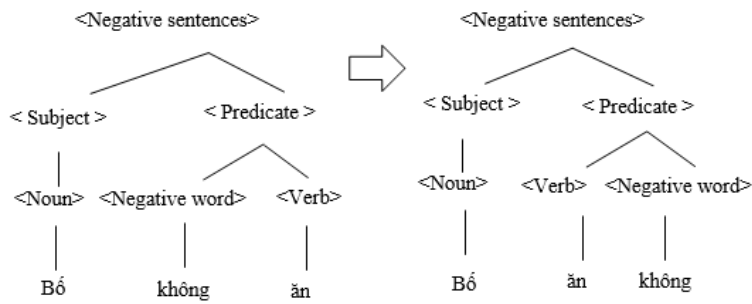 <Negative sentences>
< Subject >
< Predicate >
<Noun>
<Negative word>
<Verb>
Bố
không
ăn
<Negative sentences>
< Subject >
< Predicate >
<Noun>
<Verb>
<Negative word>
Bố
ăn
không